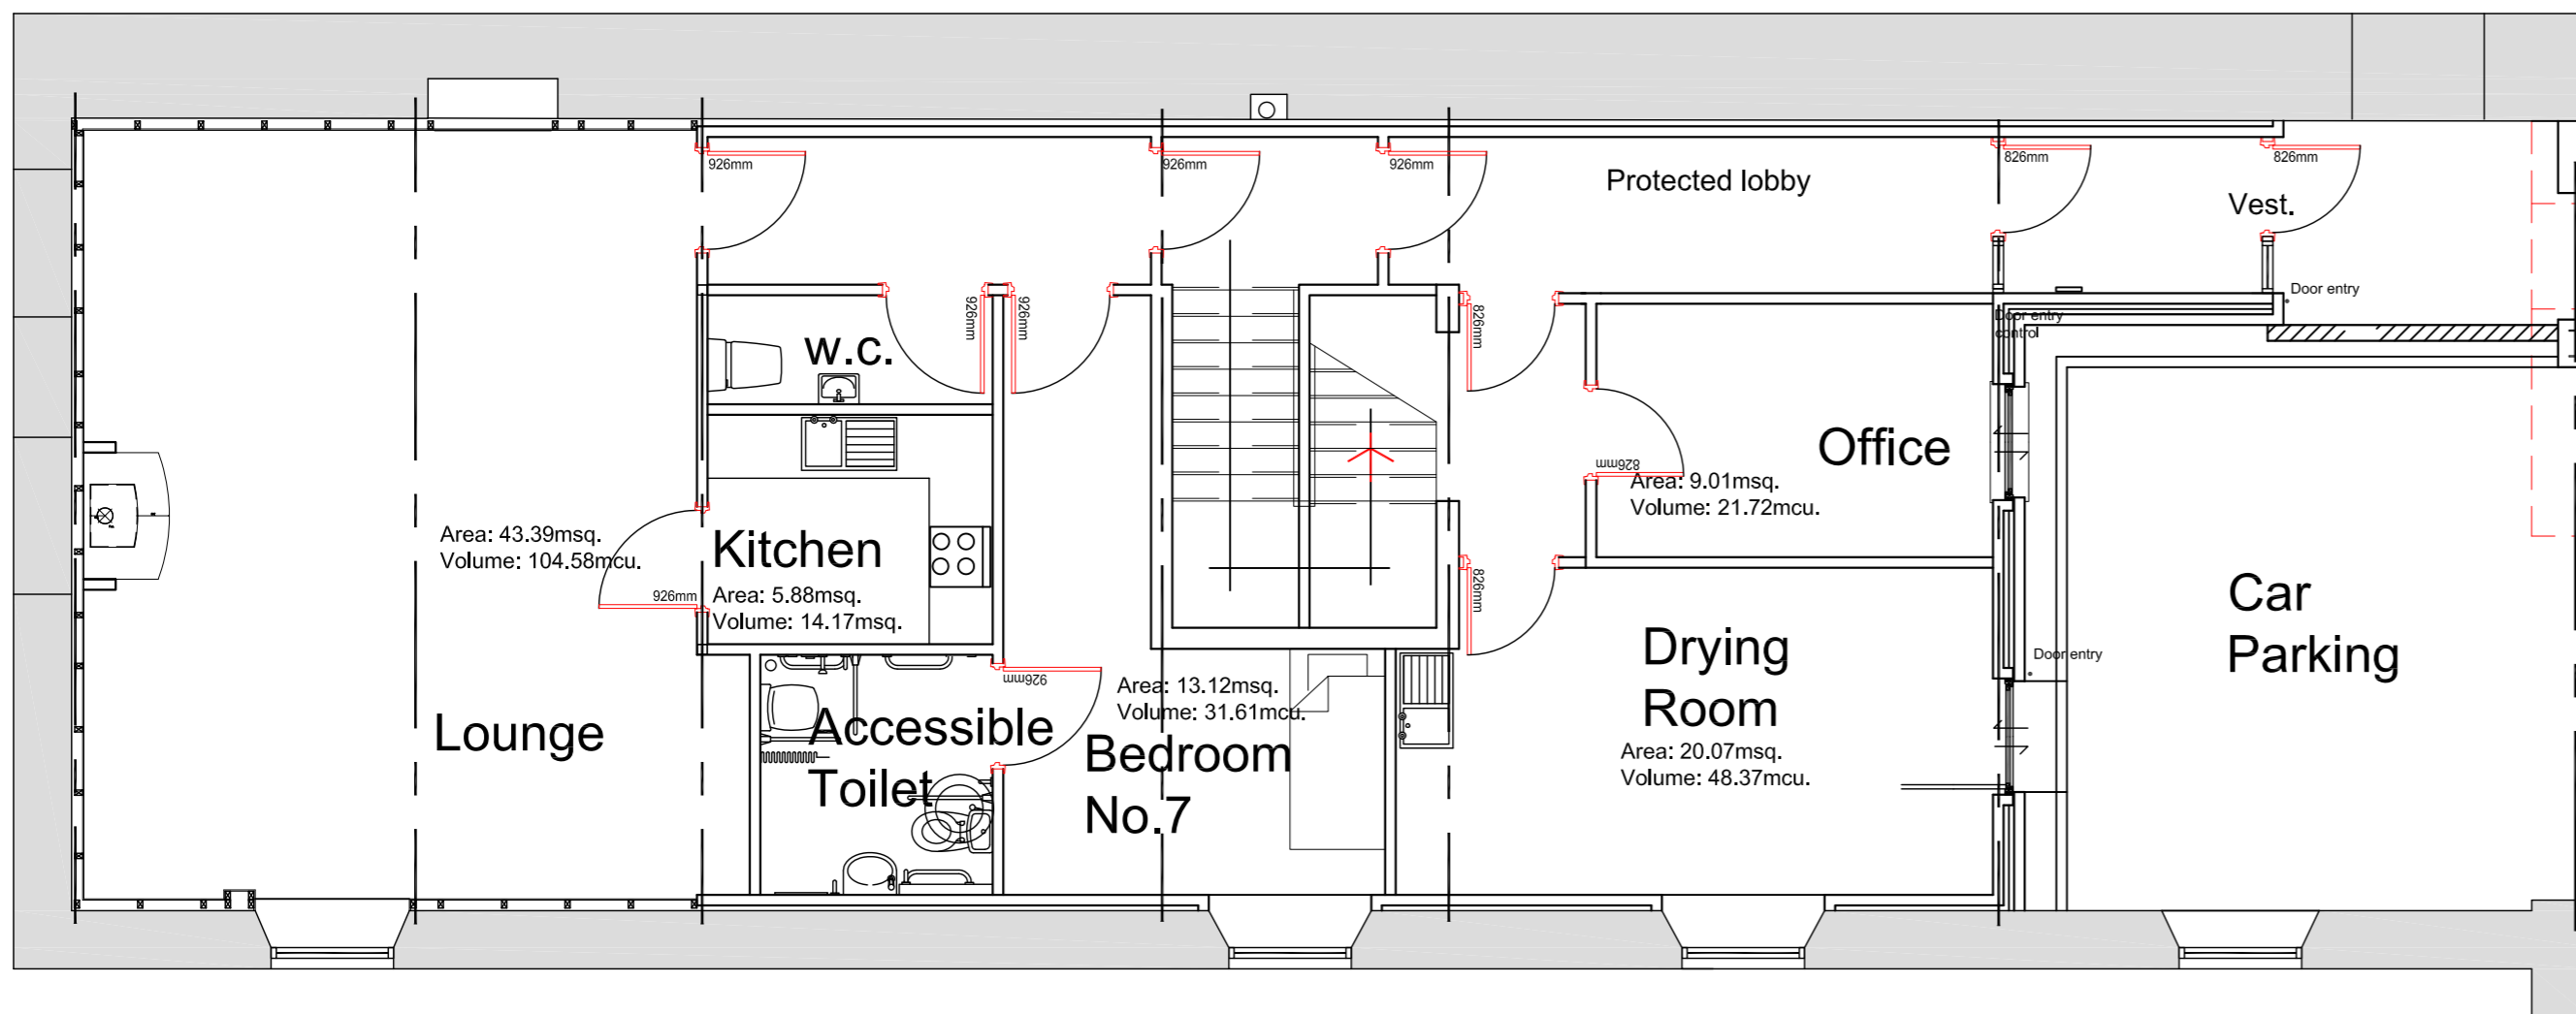 926mm
926mm
926mm
826mm
826mm
Protected lobby
Vest.
Door entry
Door entry
control
926mm
926mm
826mm
w.c.
Office
826mm
Area: 9.01msq.
Volume: 21.72mcu.
Area: 43.39msq.
Volume: 104.58mcu.
Kitchen
926mm
Area: 5.88msq.
Volume: 14.17msq.
826mm
Car
Parking
Drying
Room
Area: 20.07msq.
Volume: 48.37mcu.
Door entry
926mm
Area: 13.12msq.
Volume: 31.61mcu.
Lounge
Accessible
Toilet
Bedroom
No.7